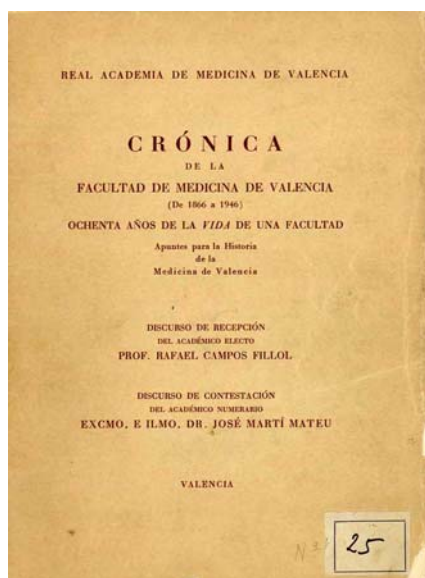 REAL ACADEMIA DE MEDICINA DE VALENCIA
CRÓNICA
DE LA
FACULTAD DE MEDICINA DE VALENCIA
(De 1866 a 1946)
OCHENTA AÑOS DE LA VIDA DE UNA FACULTAD
Apuntes para la Historia
de la
Medicina de Valencia
DISCURSO DE RECEPCIÓN
DEL ACADÉMICO ELECTO
PROF. RAFAEL CAMPOS FILLOL
DISCURSO DE CONTESTACIÓN
DEL ACADÉMICO NUMERARIO
EXCMO. E ILMO. DR. JOSÉ MARTÍ MATEU
VALENCIA
25